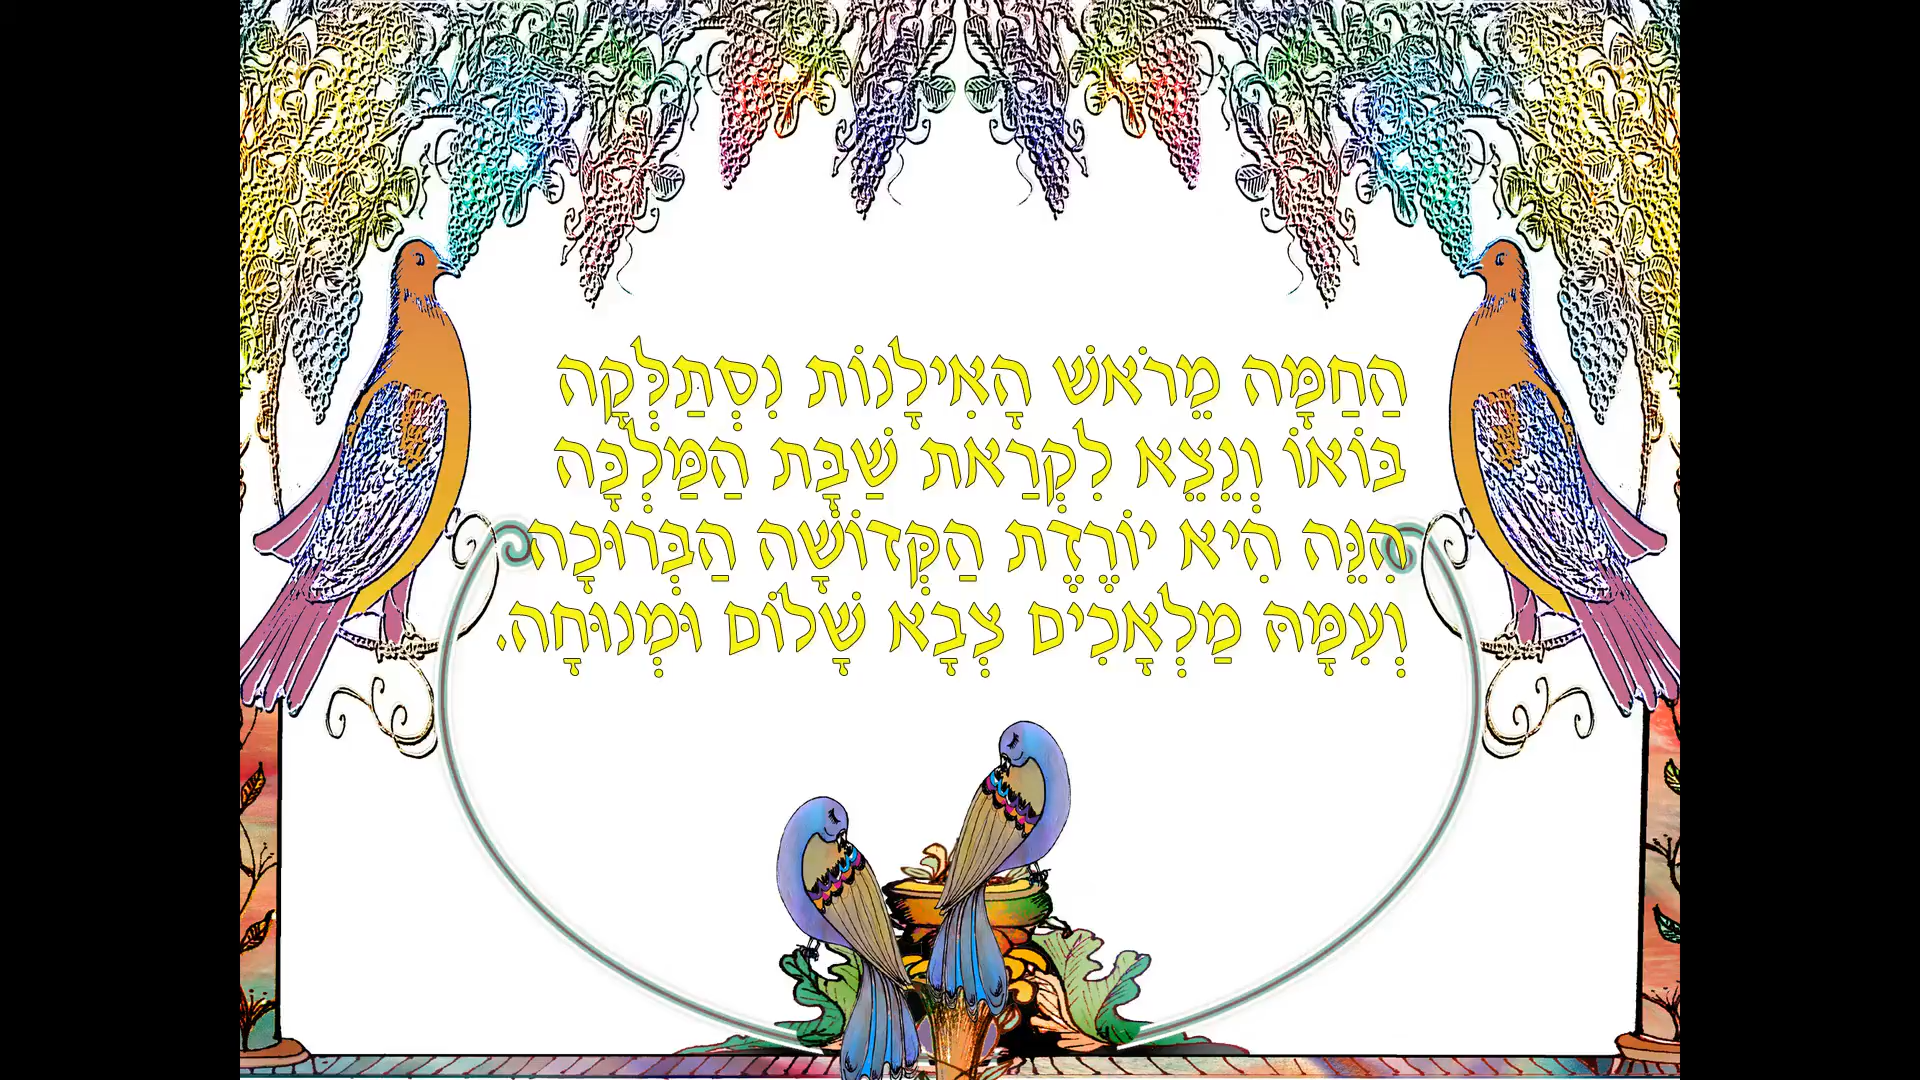 הַחַמָּה מֵרֹאשׁ הָאִילָנוֹת נִסְתַּלְּקָה
בּוֹאוֹ וְנֵצֵא לִקְרַאת שַׁבָּת הַמַּלְכָּה
הִנֵּה הִיא יוֹרֶדֶת הַקְּדוֹשָׁה הַבְּרוּכָה
וְעִמָּהּ מַלְאָכִים צְבָא שָׁלוֹם וּמְנוּחָה.